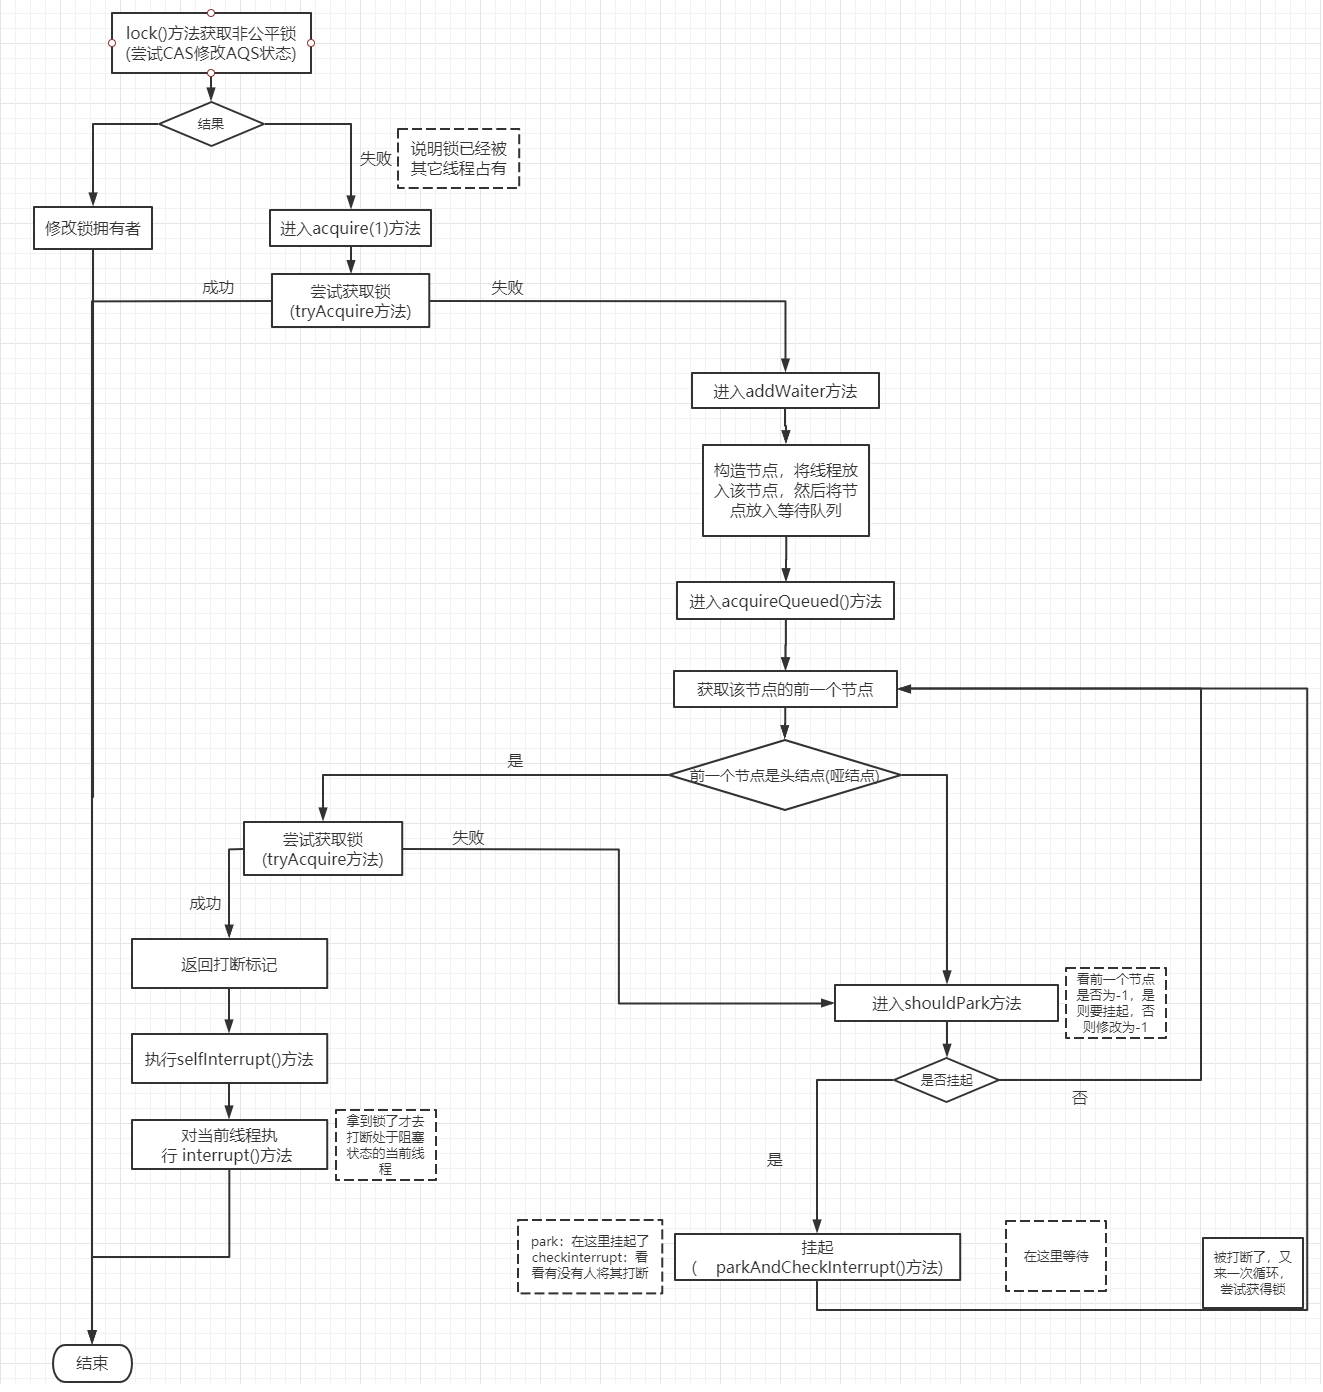 lock()方法获取非公平锁
(尝试CAS修改AQS状态)
结果
失败
说明锁已经被
其它线程占有
修改锁拥有者
进入acquire(1)方法
成功
尝试获取锁
(tryAcquire方法)
失败
进入addWaiter方法
构造节点，将线程放
入该节点，然后将节
点放入等待队列
进入acquireQueued()方法
获取该节点的前一个节点
前一个节点是头结点(哑结点)
是
尝试获取锁
(tryAcquire方法)
失败
成功
返回打断标记
执行selfInterrupt()方法
对当前线程执
行 interrupt()方法
拿到锁了才去
打断处于阻塞
状态的当前线
程
进入shouldPark方法
看前一个节点
是否为-1，是
则要挂起，否
则修改为-1
是否挂起
否
是
park：在这里挂起了
checkinterrupt：看
看有没有人将其打断
挂起
(    parkAndCheckInterrupt()方法)
在这里等待
被打断了，又
来一次循环，
尝试获得锁
结束